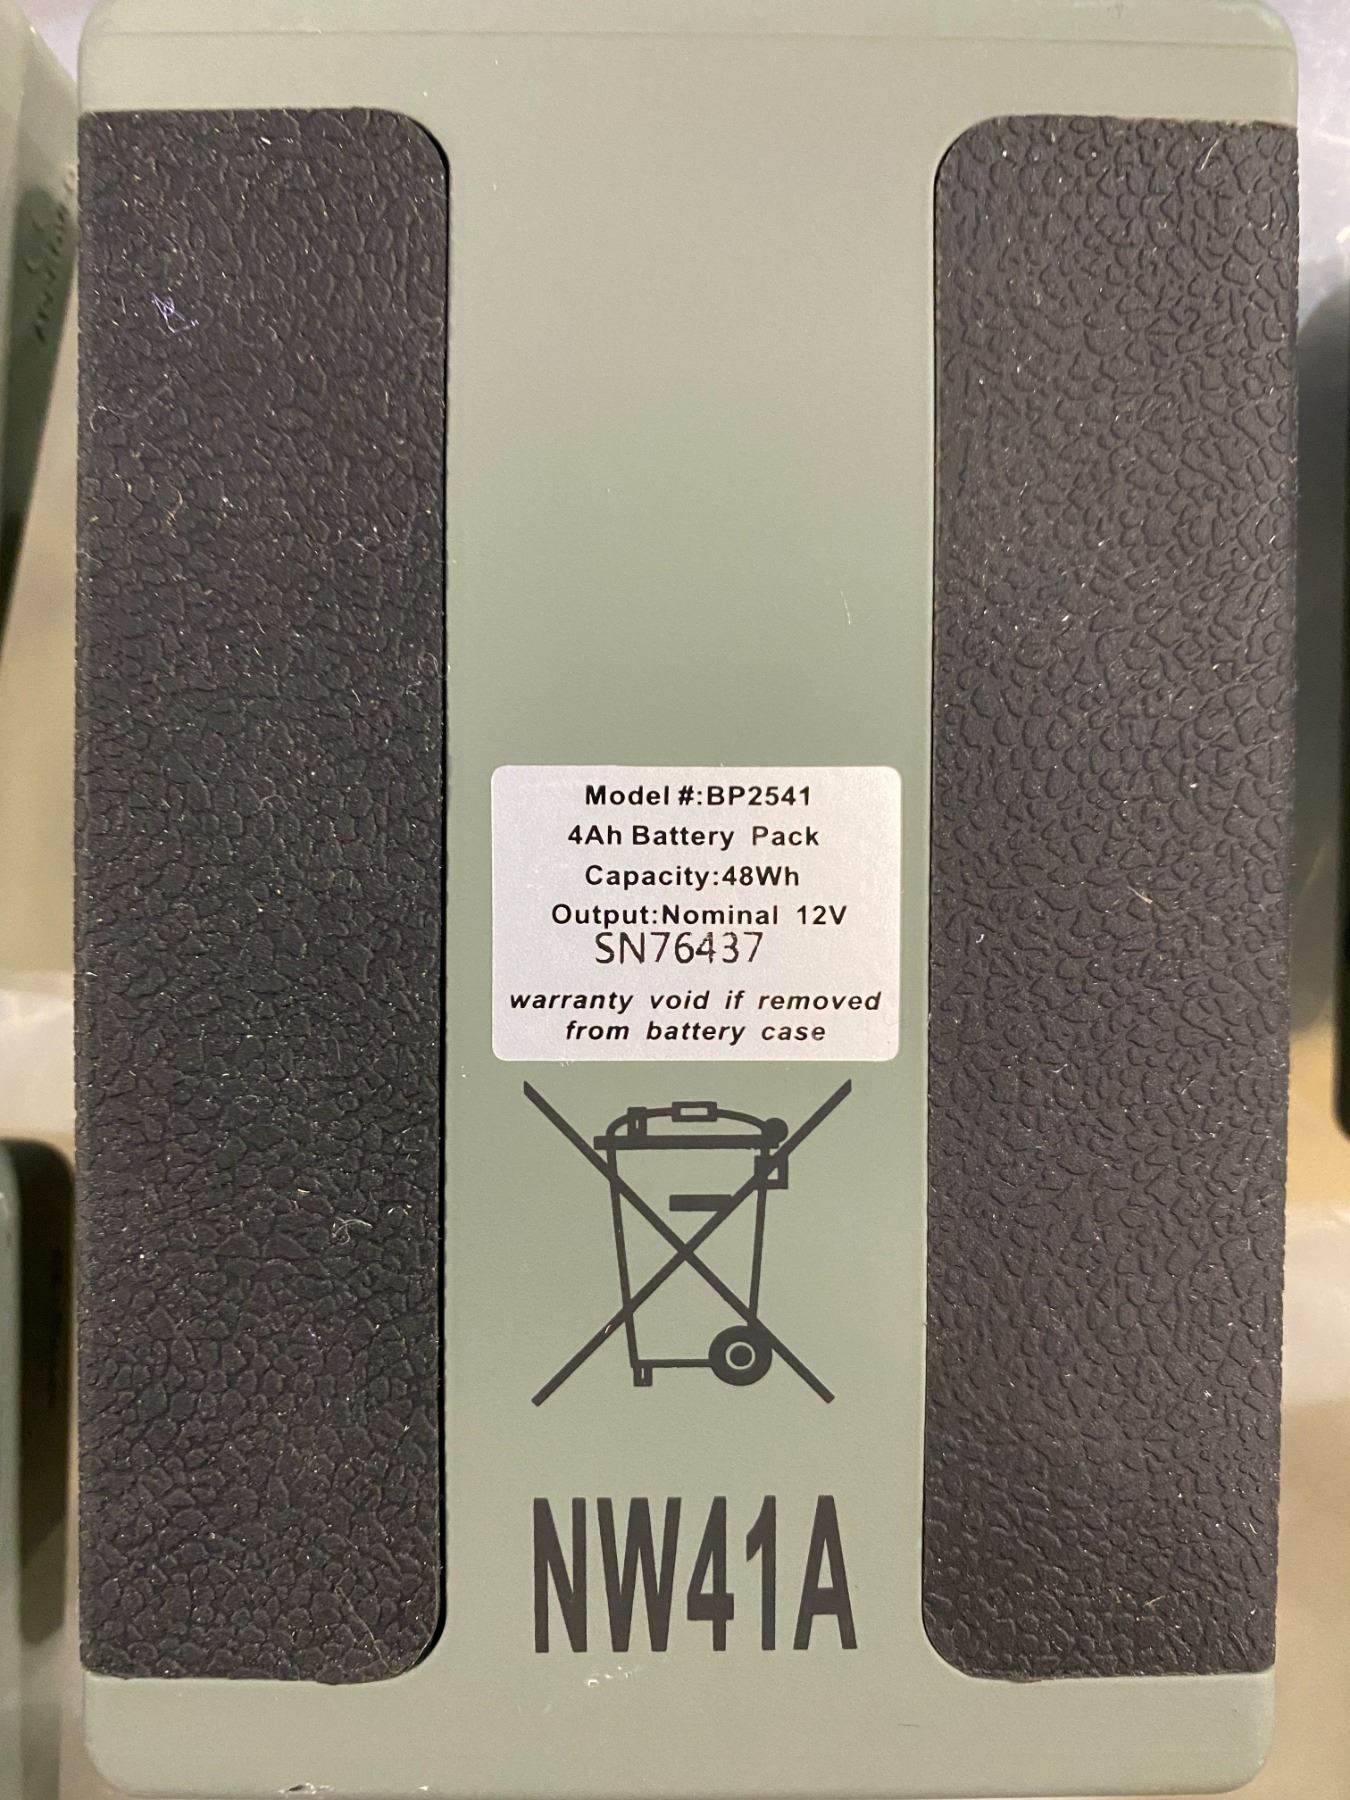 Model #:BP2541
4Ah Battery Pack
Capacity:48Wh
Output:Nominal 12V
SN76437
warranty void if removed
from battery case
NW41A